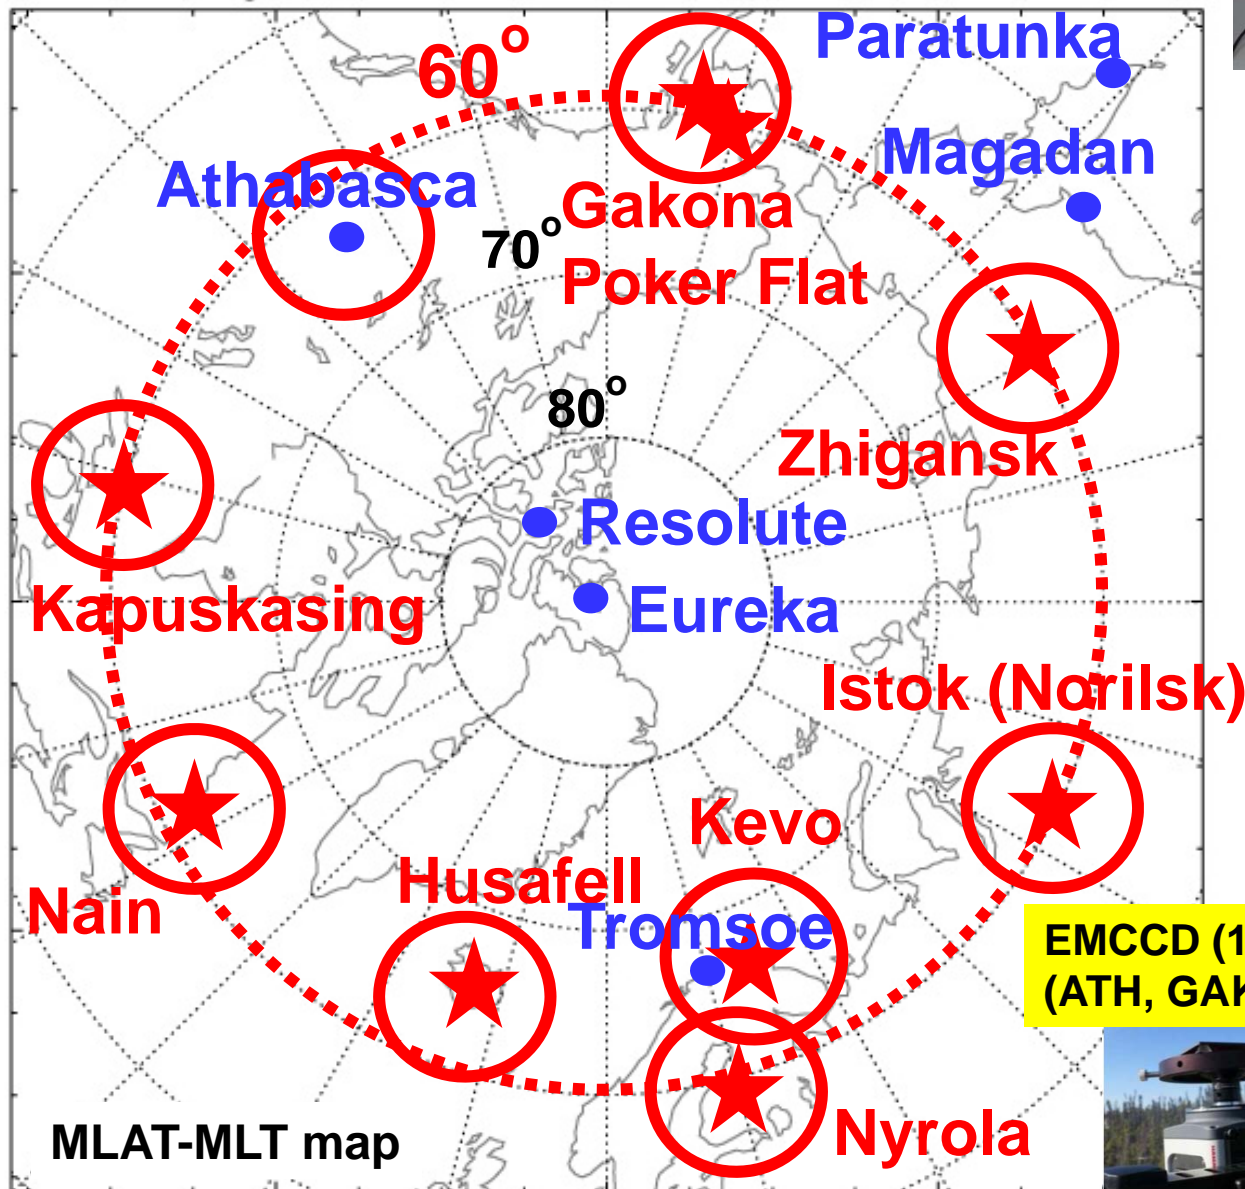 Paratunka
60°
Magadan
Athabasca
Gakona
70°
Poker Flat
80°
Zhigansk
Resolute
Kapuskasing
Eureka
Istok (Norilsk)
Kevo
Husafell
Nain
Tromsoe
EMCCD (1
(ATH, GAK
Nyrola
MLAT-MLT map